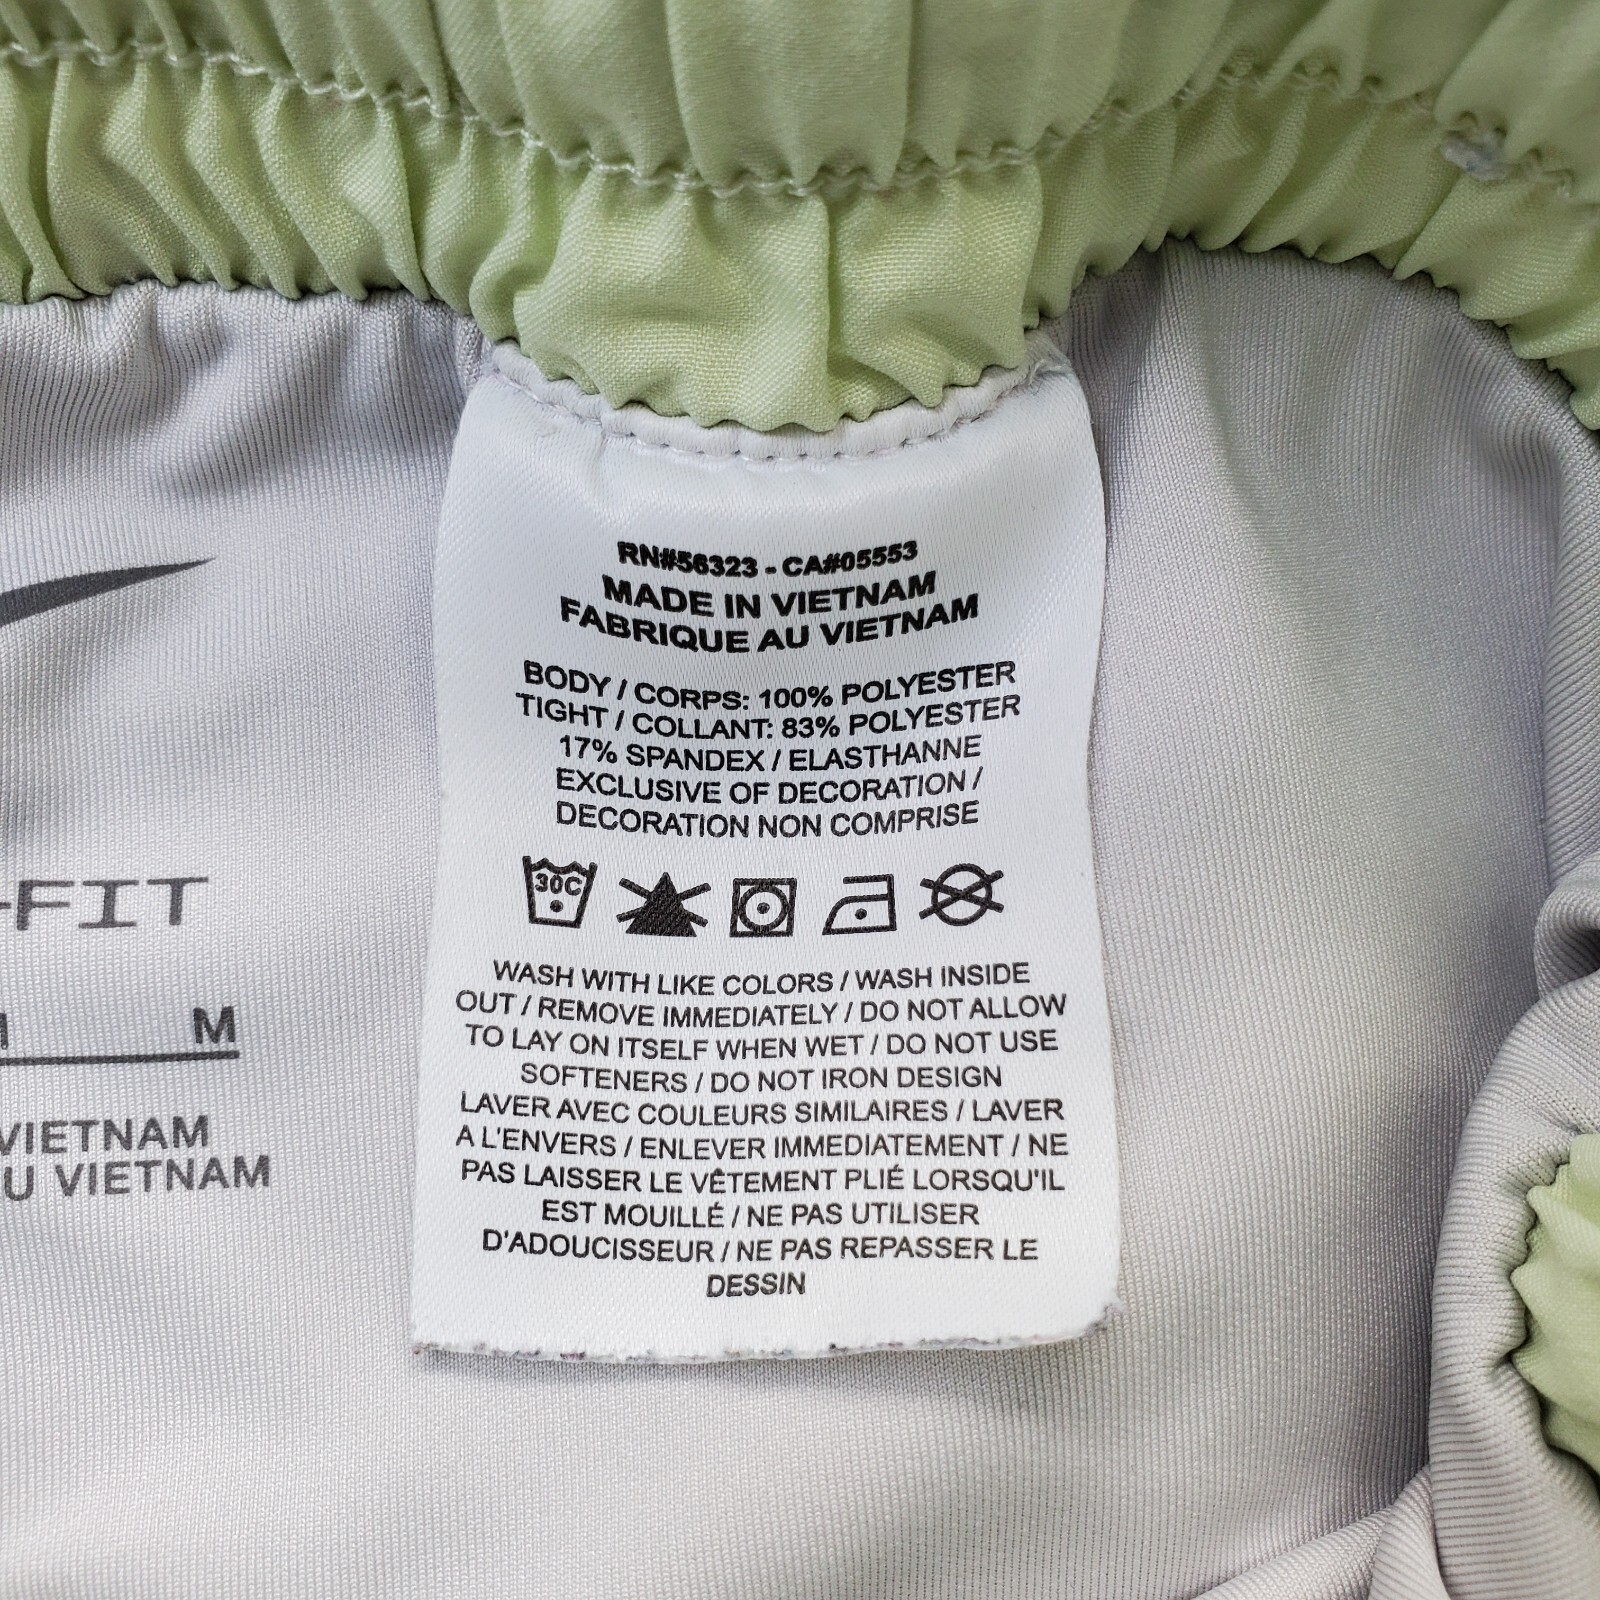 RN#56323 - CA#05553
MADE IN VIETNAM
FABRIQUE AU VIETNAM
BODY / CORPS: 100% POLYESTER
TIGHT / COLLANT: 83% POLYESTER
17% SPANDEX / ELASTHANNE
EXCLUSIVE OF DECORATION /
DECORATION NON COMPRISE
30C
WASH WITH LIKE COLORS / WASH INSIDE
OUT / REMOVE IMMEDIATELY / DO NOT ALLOW
TO LAY ON ITSELF WHEN WET / DO NOT USE
SOFTENERS / DO NOT IRON DESIGN
LAVER AVEC COULEURS SIMILAIRES / LAVER
A L'ENVERS / ENLEVER IMMEDIATEMENT / NE
PAS LAISSER LE VÊTEMENT PLIÉ LORSQU'IL
EST MOUILLÉ / NE PAS UTILISER
D'ADOUCISSEUR / NE PAS REPASSER LE
DESSIN
-FIT
M
VIETNAM
U VIETNAM